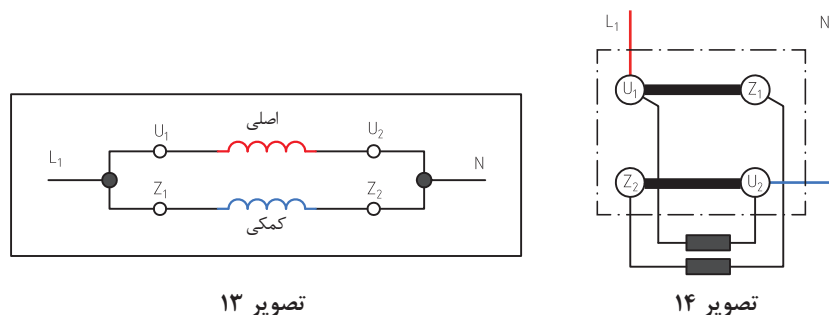 اصلی
U₁ U₂
L₁ N
Z₁ Z₂
کمکی
تصویر ۱۳
L₁ N
U₁ Z₁
Z₂ U₂
تصویر ۱۴